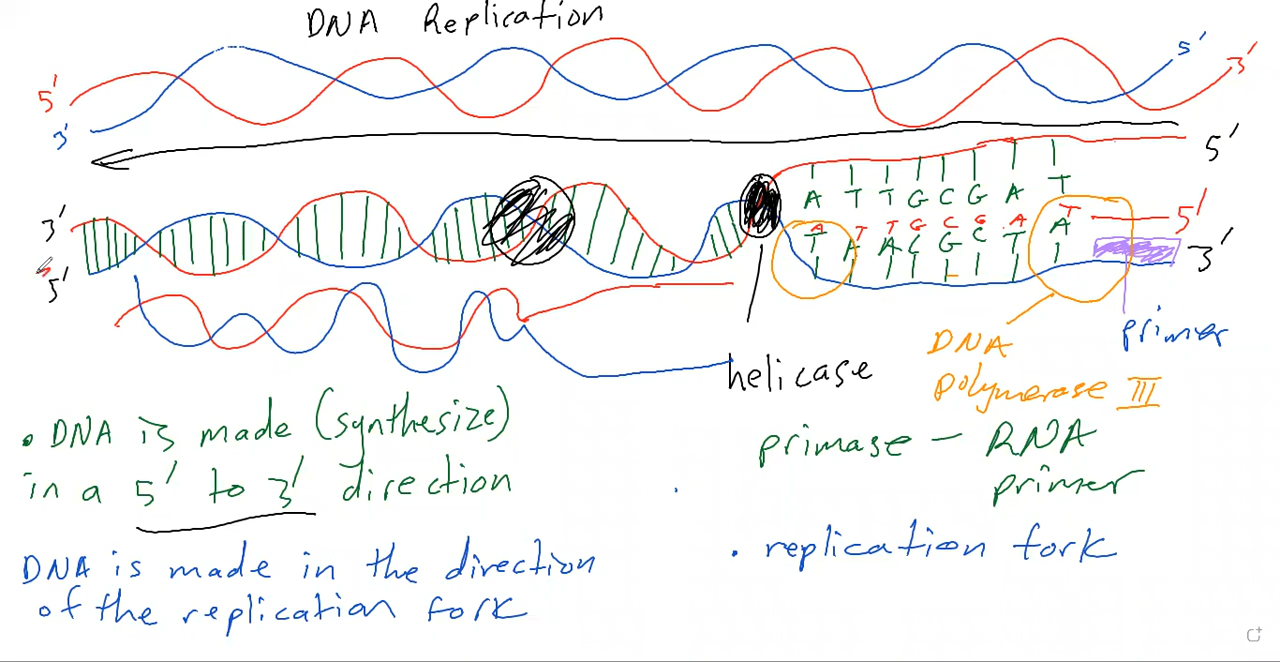 DNA Replication
5'
3'
5'
3'
5'
3'
5'
A T T G C G A T
A T T G C G A T 5'
T A A C G C T A
3'
helicase
DNA
polymerase III
primer
• DNA is made (synthesize)
in a 5' to 3' direction
primase – RNA
primer
DNA is made in the direction
of the replication fork
• replication fork